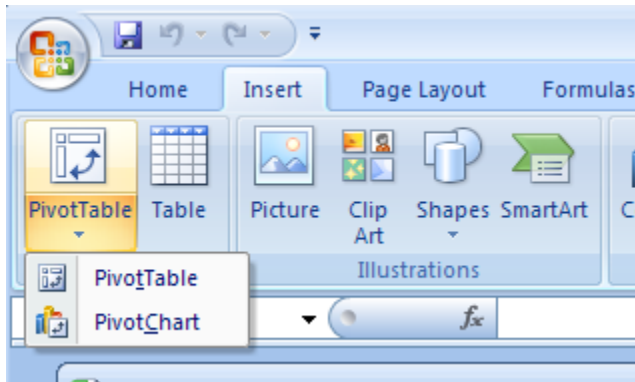 Home Insert Page Layout Formulas
PivotTable Table Picture Clip Art Shapes SmartArt C
Illustrations
PivotTable
PivotChart
fx